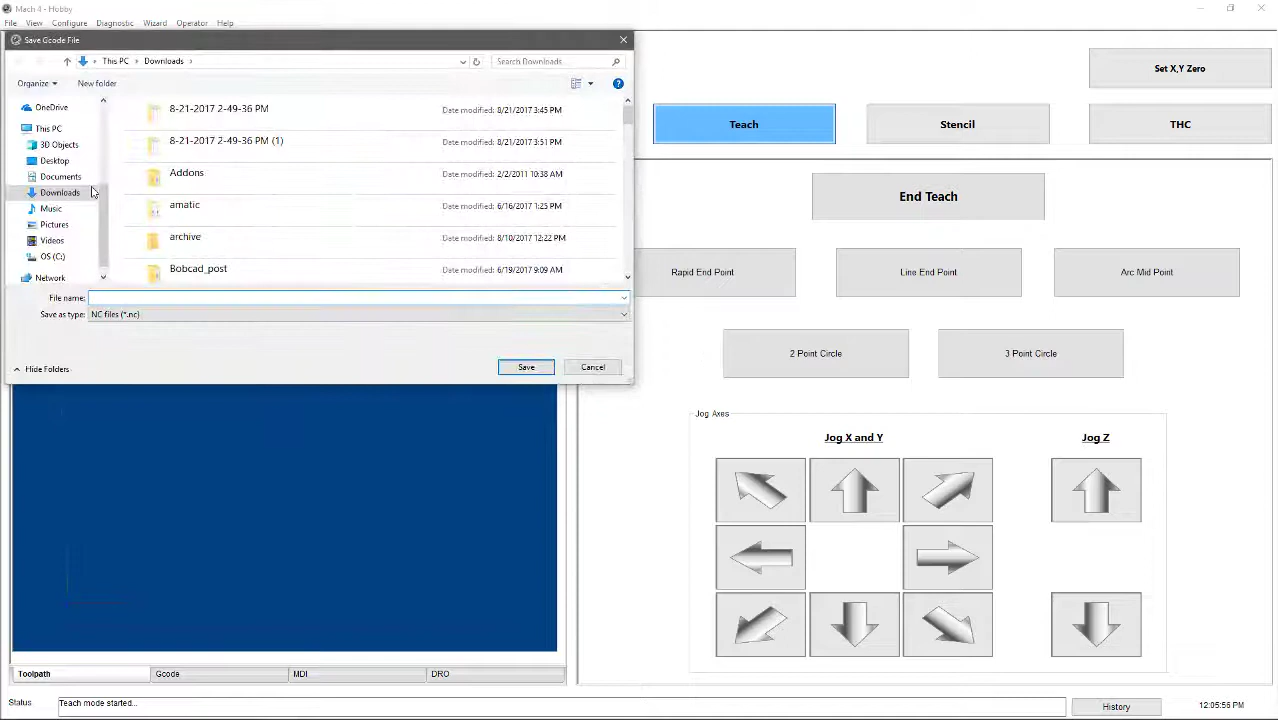 Mach 4 - Hobby
File View Configure Diagnostic Wizard Operator Help
Save Gcode File
This PC > Downloads >
Search Downloads
Organize New folder
OneDrive
This PC
3D Objects
Desktop
Documents
Downloads
Music
Pictures
Videos
OS (C:)
Network
8-21-2017 2-49-36 PM Date modified: 8/21/2017 3:45 PM
8-21-2017 2-49-36 PM (1) Date modified: 8/21/2017 3:51 PM
Addons Date modified: 2/2/2011 10:38 AM
amatic Date modified: 6/16/2017 1:25 PM
archive Date modified: 8/10/2017 12:22 PM
Bobcad_post Date modified: 6/19/2017 9:09 AM
File name:
Save as type: NC files (*.nc)
Hide Folders
Save Cancel
Set X,Y Zero
Teach Stencil THC
End Teach
Rapid End Point Line End Point Arc Mid Point
2 Point Circle 3 Point Circle
Jog Axes
Jog X and Y Jog Z
Toolpath Gcode MDI DRO
Status Teach mode started... History 12:05:56 PM